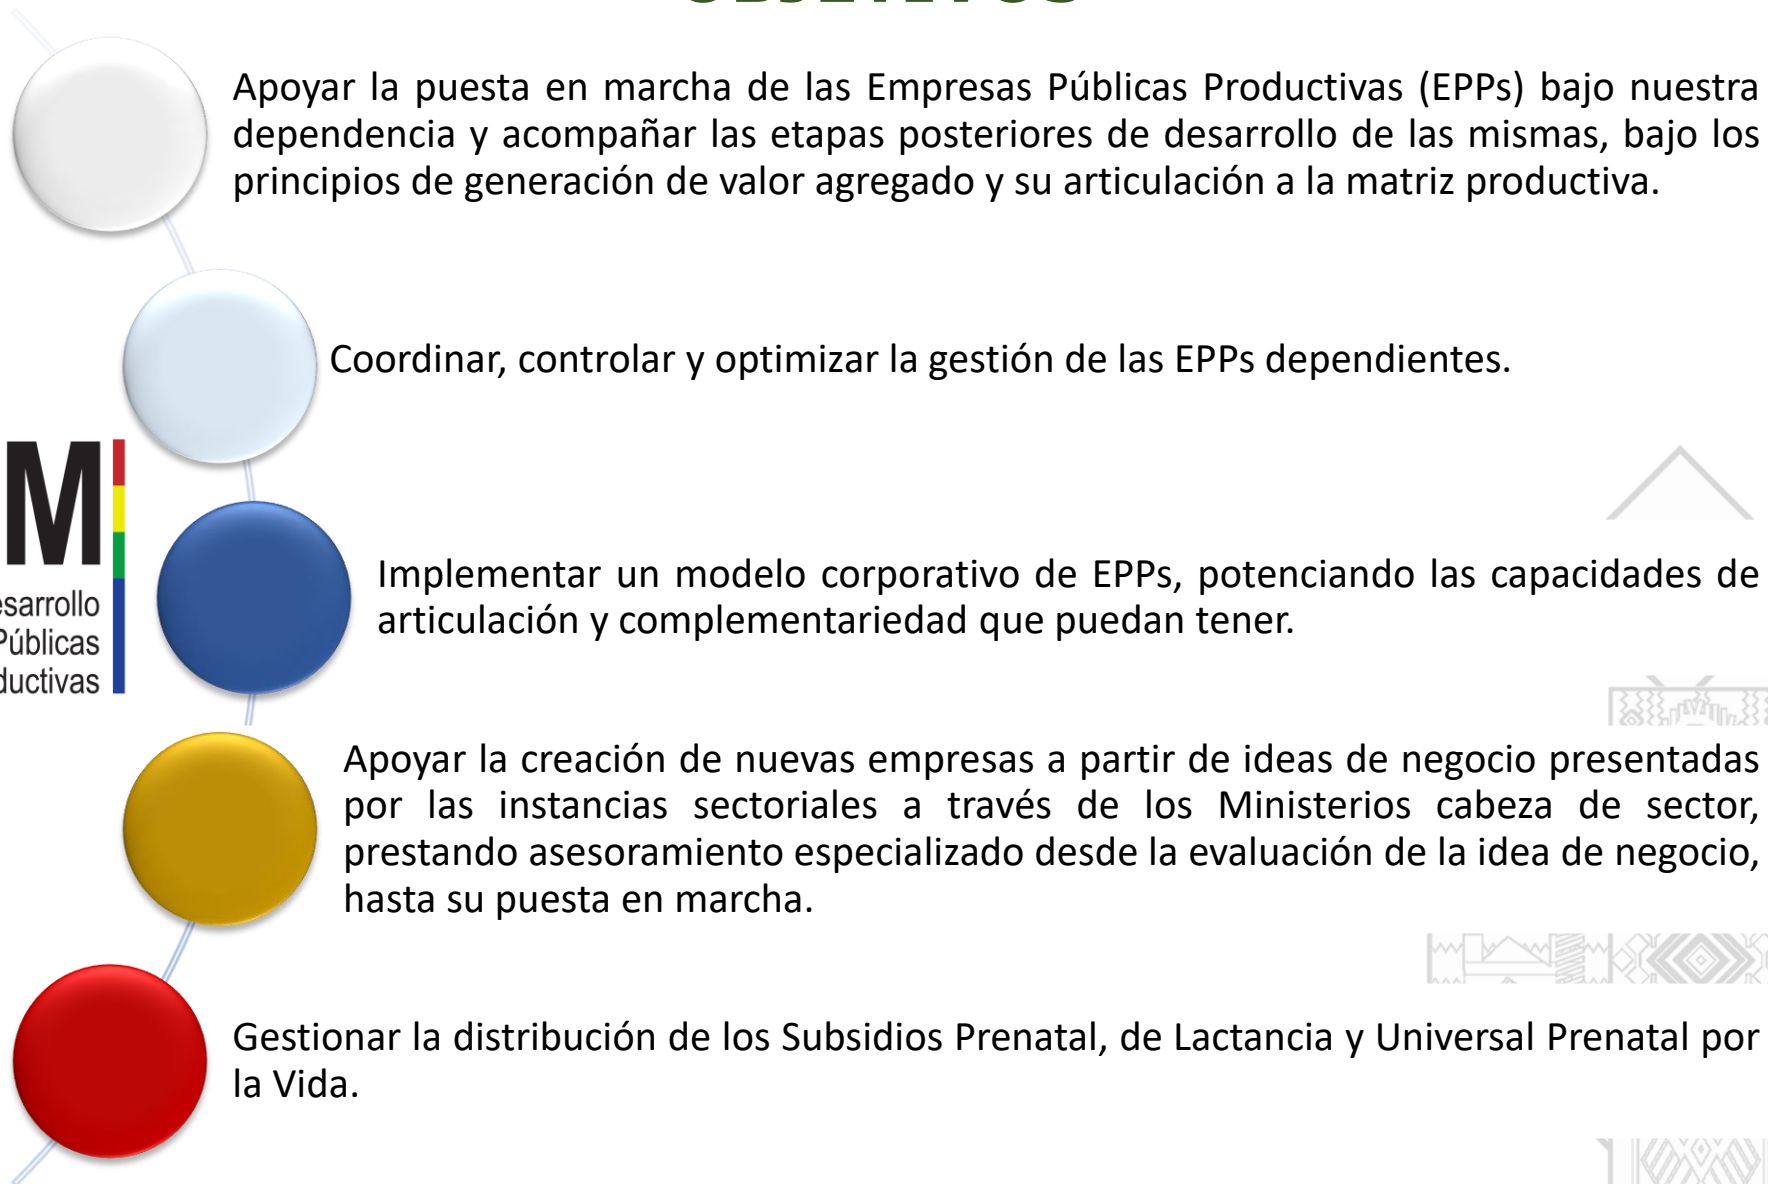 OBJETIVOS
Apoyar la puesta en marcha de las Empresas Públicas Productivas (EPPs) bajo nuestra
dependencia y acompañar las etapas posteriores de desarrollo de las mismas, bajo los
principios de generación de valor agregado y su articulación a la matriz productiva.
Coordinar, controlar y optimizar la gestión de las EPPs dependientes.
M
esarrollo
Públicas
ductivas
Implementar un modelo corporativo de EPPs, potenciando las capacidades de
articulación y complementariedad que puedan tener.
Apoyar la creación de nuevas empresas a partir de ideas de negocio presentadas
por las instancias sectoriales a través de los Ministerios cabeza de sector,
prestando asesoramiento especializado desde la evaluación de la idea de negocio,
hasta su puesta en marcha.
Gestionar la distribución de los Subsidios Prenatal, de Lactancia y Universal Prenatal por
la Vida.